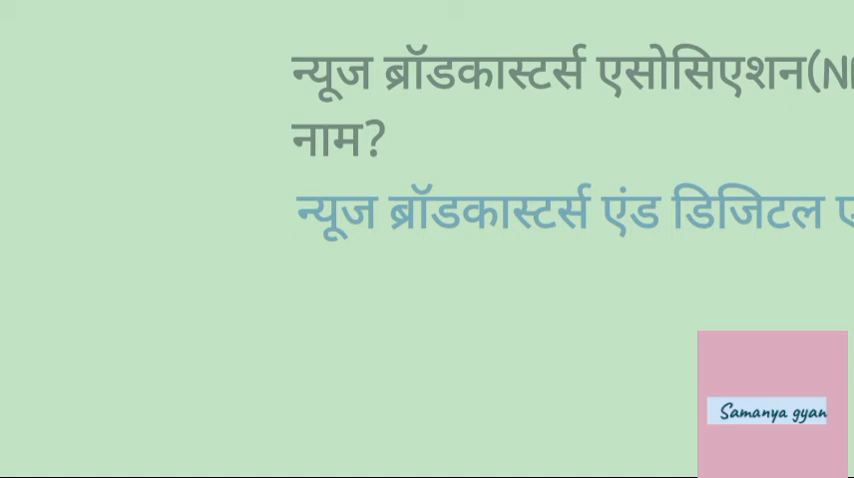 न्यूज ब्रॉडकास्टर्स एसोसिएशन(N
नाम?
न्यूज ब्रॉडकास्टर्स एंड डिजिटल ए
Samanya gyan